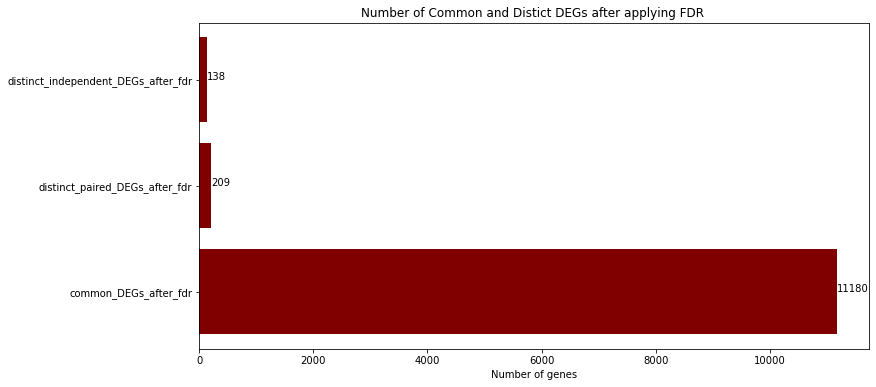 Number of Common and Distict DEGs after applying FDR
distinct_independent_DEGs_after_fdr
138
distinct_paired_DEGs_after_fdr
209
common_DEGs_after_fdr
11180
0 2000 4000 6000 8000 10000
Number of genes